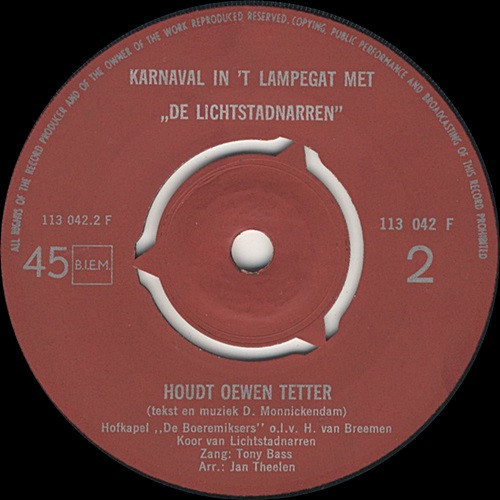 ALL RIGHTS OF THE RECORD PRODUCER AND OF THE OWNER OF THE WORK REPRODUCED RESERVED. COPYING, PUBLIC PERFORMANCE AND BROADCASTING OF THIS RECORD PROHIBITED
KARNAVAL IN 'T LAMPEGAT MET
„DE LICHTSTADNARREN”
113 042.2 F
113 042 F
45
B.I.E.M.
2
HOUDT OEWEN TETTER
(tekst en muziek D. Monnickendam)
Hofkapel ,,De Boeremiksers'' o.l.v. H. van Breemen
Koor van Lichtstadnarren
Zang: Tony Bass
Arr.: Jan Theelen